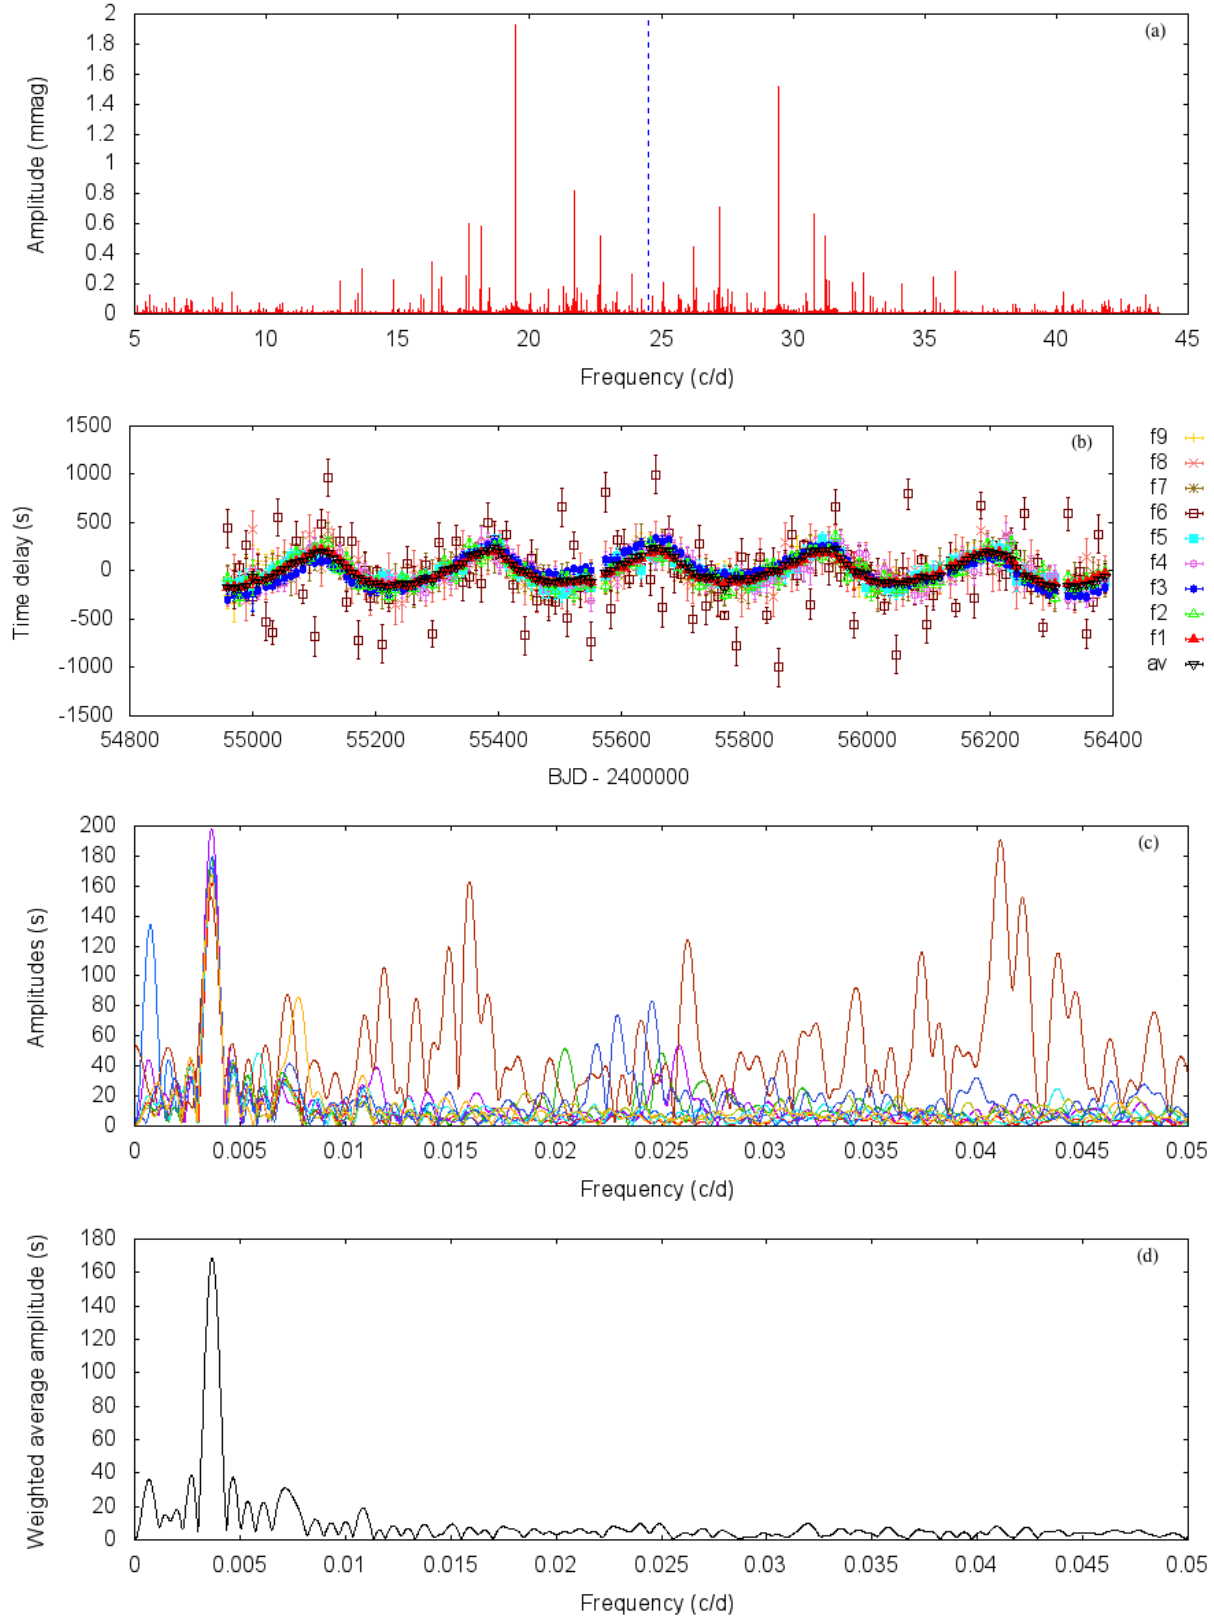 (a)
Amplitude (mmag)
2
1.8
1.6
1.4
1.2
1
0.8
0.6
0.4
0.2
0
5 10 15 20 25 30 35 40 45
Frequency (c/d)
(b)
Time delay (s)
1500
1000
500
0
-500
-1000
-1500
54800 55000 55200 55400 55600 55800 56000 56200 56400
BJD - 2400000
f9
f8
f7
f6
f5
f4
f3
f2
f1
av
(c)
Amplitudes (s)
200
180
160
140
120
100
80
60
40
20
0
0 0.005 0.01 0.015 0.02 0.025 0.03 0.035 0.04 0.045 0.05
Frequency (c/d)
(d)
Weighted average amplitude (s)
180
160
140
120
100
80
60
40
20
0
0 0.005 0.01 0.015 0.02 0.025 0.03 0.035 0.04 0.045 0.05
Frequency (c/d)